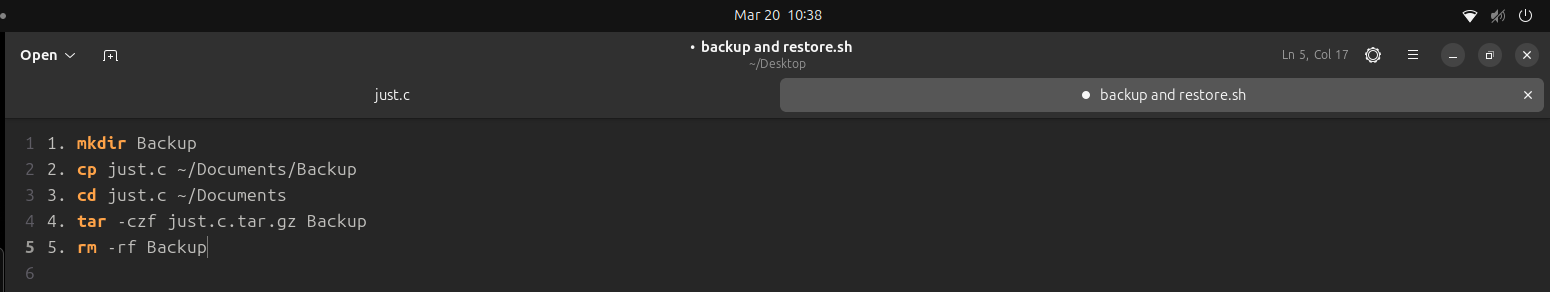 Mar 20 10:38
Open
• backup and restore.sh
~/Desktop
Ln 5, Col 17
just.c
backup and restore.sh
1 1. mkdir Backup
2 2. cp just.c ~/Documents/Backup
3 3. cd just.c ~/Documents
4 4. tar -czf just.c.tar.gz Backup
5 5. rm -rf Backup
6